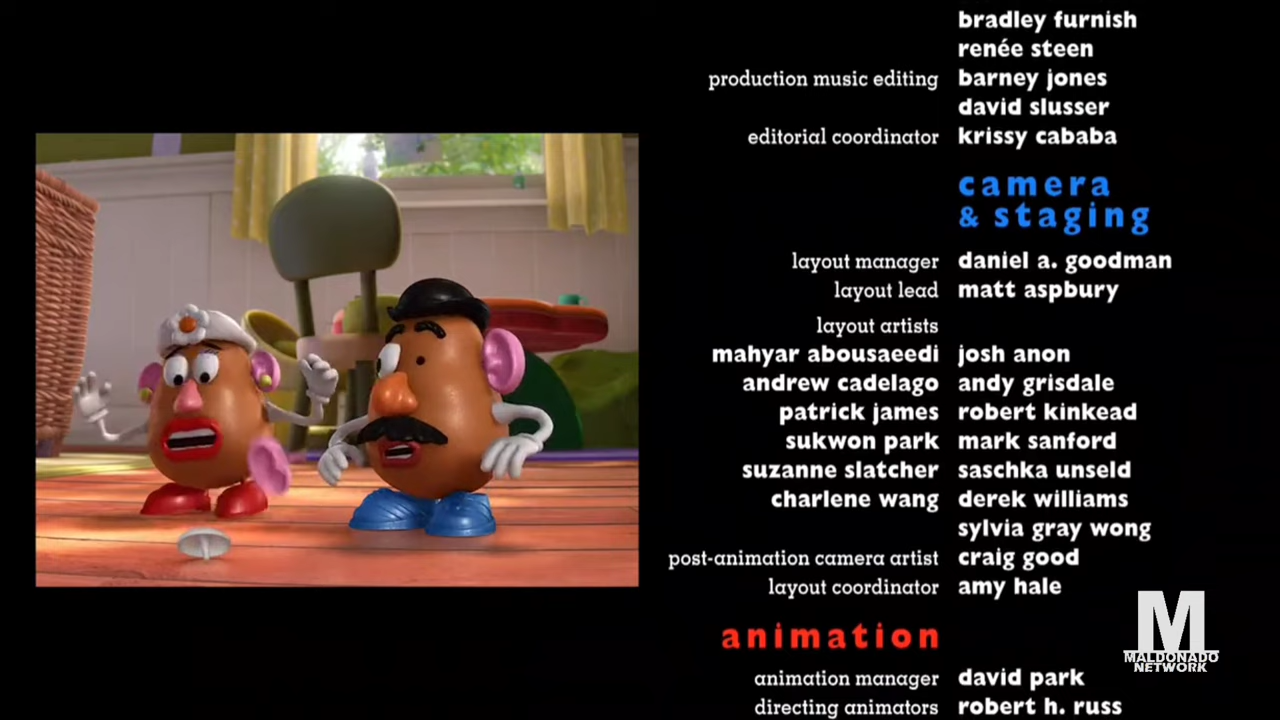 bradley furnish
renée steen
production music editing barney jones
david slusser
editorial coordinator krissy cababa
camera
& staging
layout manager daniel a. goodman
layout lead matt aspbury
layout artists
mahyar abousaeedi josh anon
andrew cadelago andy grisdale
patrick james robert kinkead
sukwon park mark sanford
suzanne slatcher saschka unseld
charlene wang derek williams
sylvia gray wong
post-animation camera artist craig good
layout coordinator amy hale
animation
animation manager david park
directing animators robert h. russ
M
MALDONADO
NETWORK